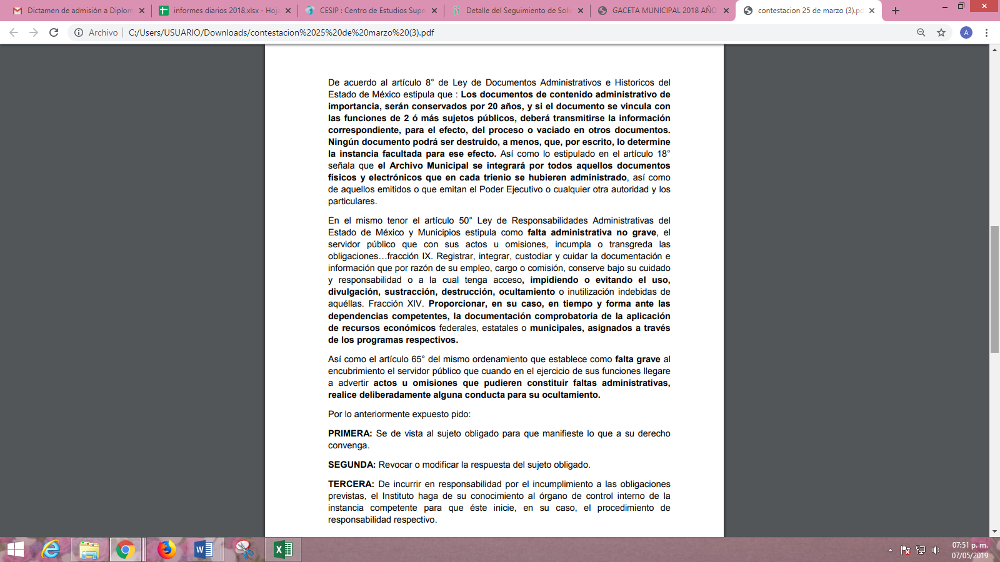 Dictamen de admisión a Diplom
informes diarios 2018.xlsx - Hoja
CESIP : Centro de Estudios Supe
Detalle del Seguimiento de Solic
GACETA MUNICIPAL 2018 AÑO
contestacion 25 de marzo (3).pd
Archivo
C:/Users/USUARIO/Downloads/contestacion%2025%20de%20marzo%20(3).pdf
A
De acuerdo al artículo 8° de Ley de Documentos Administrativos e Historicos del
Estado de México estipula que : Los documentos de contenido administrativo de
importancia, serán conservados por 20 años, y si el documento se vincula con
las funciones de 2 ó más sujetos públicos, deberá transmitirse la información
correspondiente, para el efecto, del proceso o vaciado en otros documentos.
Ningún documento podrá ser destruido, a menos, que, por escrito, lo determine
la instancia facultada para ese efecto. Así como lo estipulado en el artículo 18°
señala que el Archivo Municipal se integrará por todos aquellos documentos
físicos y electrónicos que en cada trienio se hubieren administrado, así como
de aquellos emitidos o que emitan el Poder Ejecutivo o cualquier otra autoridad y los
particulares.
En el mismo tenor el artículo 50° Ley de Responsabilidades Administrativas del
Estado de México y Municipios estipula como falta administrativa no grave, el
servidor público que con sus actos u omisiones, incumpla o transgreda las
obligaciones…fracción IX. Registrar, integrar, custodiar y cuidar la documentación e
información que por razón de su empleo, cargo o comisión, conserve bajo su cuidado
y responsabilidad o a la cual tenga acceso, impidiendo o evitando el uso,
divulgación, sustracción, destrucción, ocultamiento o inutilización indebidas de
aquéllas. Fracción XIV. Proporcionar, en su caso, en tiempo y forma ante las
dependencias competentes, la documentación comprobatoria de la aplicación
de recursos económicos federales, estatales o municipales, asignados a través
de los programas respectivos.
Así como el artículo 65° del mismo ordenamiento que establece como falta grave al
encubrimiento el servidor público que cuando en el ejercicio de sus funciones llegare
a advertir actos u omisiones que pudieren constituir faltas administrativas,
realice deliberadamente alguna conducta para su ocultamiento.
Por lo anteriormente expuesto pido:
PRIMERA: Se de vista al sujeto obligado para que manifieste lo que a su derecho
convenga.
SEGUNDA: Revocar o modificar la respuesta del sujeto obligado.
TERCERA: De incurrir en responsabilidad por el incumplimiento a las obligaciones
previstas, el Instituto haga de su conocimiento al órgano de control interno de la
instancia competente para que éste inicie, en su caso, el procedimiento de
responsabilidad respectivo.
07:51 p. m.
07/05/2019